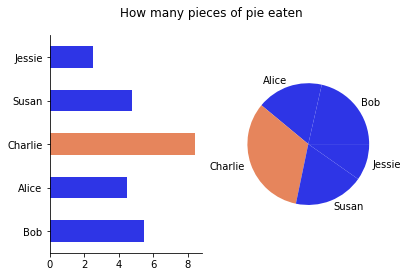 How many pieces of pie eaten
Jessie
Susan
Charlie
Alice
Bob
0 2 4 6 8
Alice
Bob
Charlie
Jessie
Susan